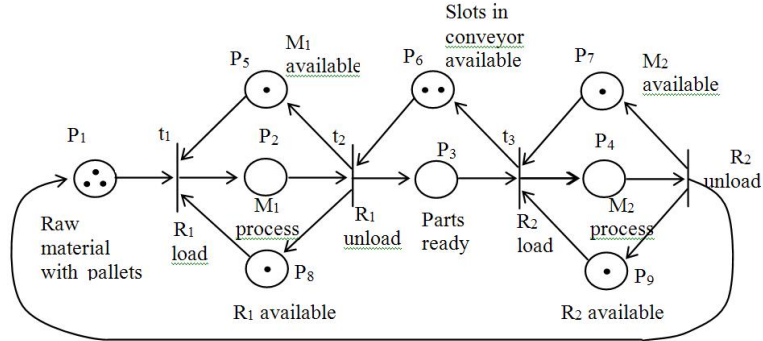 Slots in
conveyor
available
M1
available
P5
P6
P7
M2
available
P1
t1
P2
t2
P3
t3
P4
R2
unload
M1
process
M2
process
Raw
material
with pallets
R1
load
R1
unload
Parts
ready
R2
load
P8
P9
R1 available
R2 available